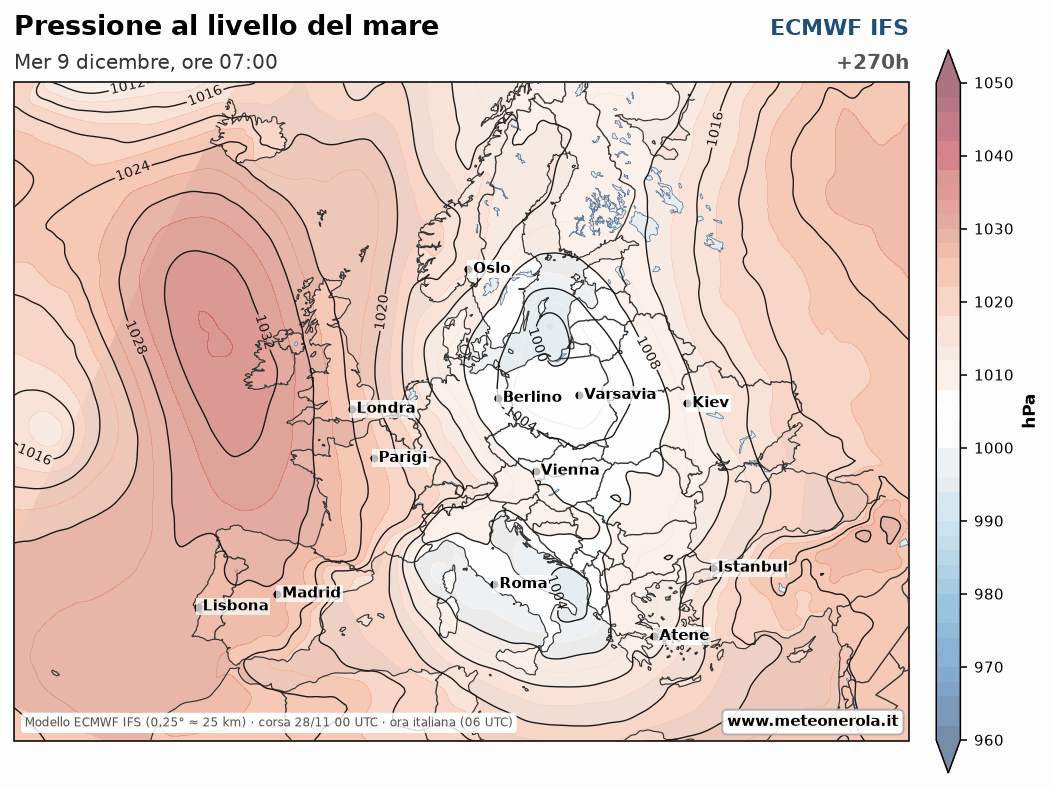 Pressione al livello del mare
ECMWF IFS
Mer 9 dicembre, ore 07:00
+270h
1012
1016
1016
1024
1020
1028
1032
1008
1000
1004
1016
1004
Oslo
Berlino
Varsavia
Kiev
Londra
Parigi
Vienna
Roma
Istanbul
Madrid
Lisbona
Atene
1050
1040
1030
1020
1010
1000
990
980
970
960
hPa
Modello ECMWF IFS (0,25° ≈ 25 km) · corsa 28/11 00 UTC · ora italiana (06 UTC)
www.meteonerola.it